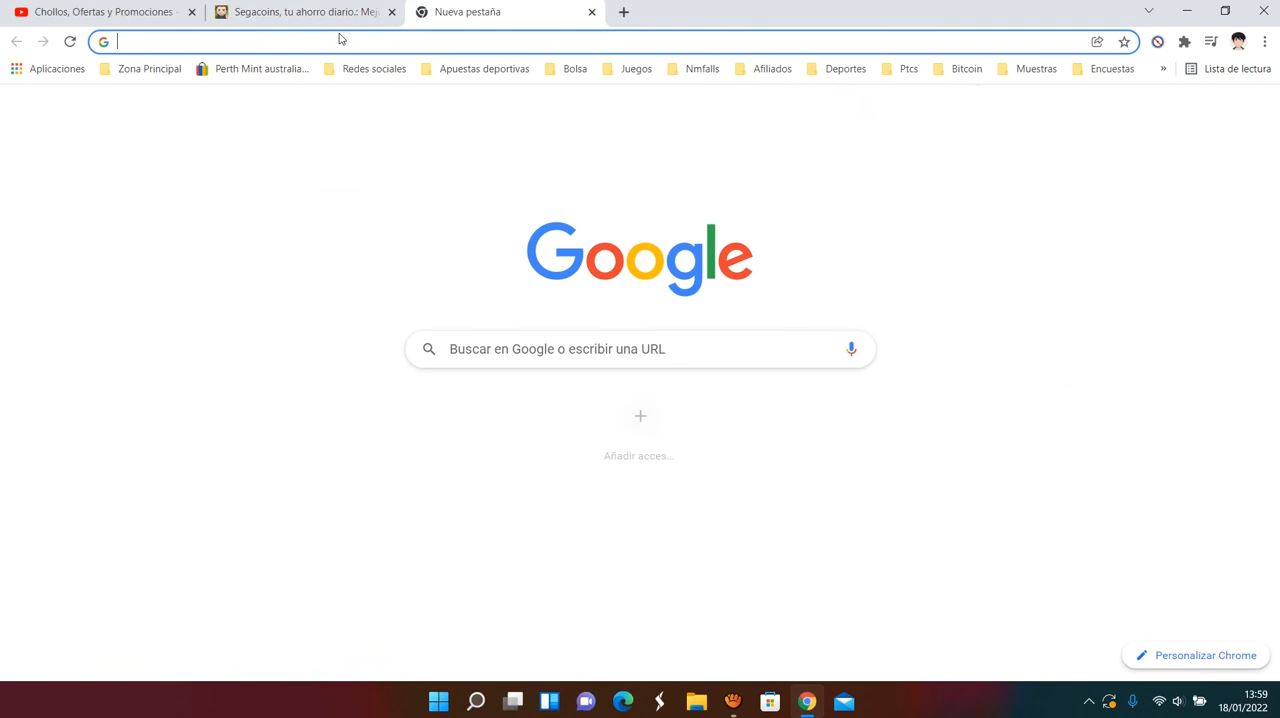 Chollos, Ofertas y Promociones -
Segacoins, tu ahorro diario.: Mej
Nueva pestaña
Aplicaciones
Zona Principal
Perth Mint australia...
Redes sociales
Apuestas deportivas
Bolsa
Juegos
Nmfalls
Afiliados
Deportes
Ptcs
Bitcoin
Muestras
Encuestas
»
Lista de lectura
Google
Buscar en Google o escribir una URL
Añadir acces...
Personalizar Chrome
13:59
18/01/2022